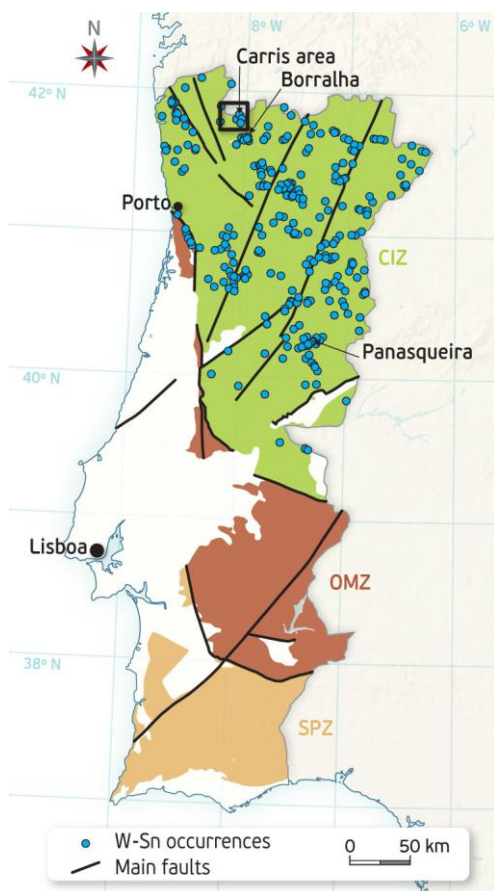 N
8° W
6° W
Carris area
42° N
Borralha
Porto
CIZ
Panasqueira
40° N
Lisboa
OMZ
38° N
SPZ
W-Sn occurrences
0 50 km
Main faults